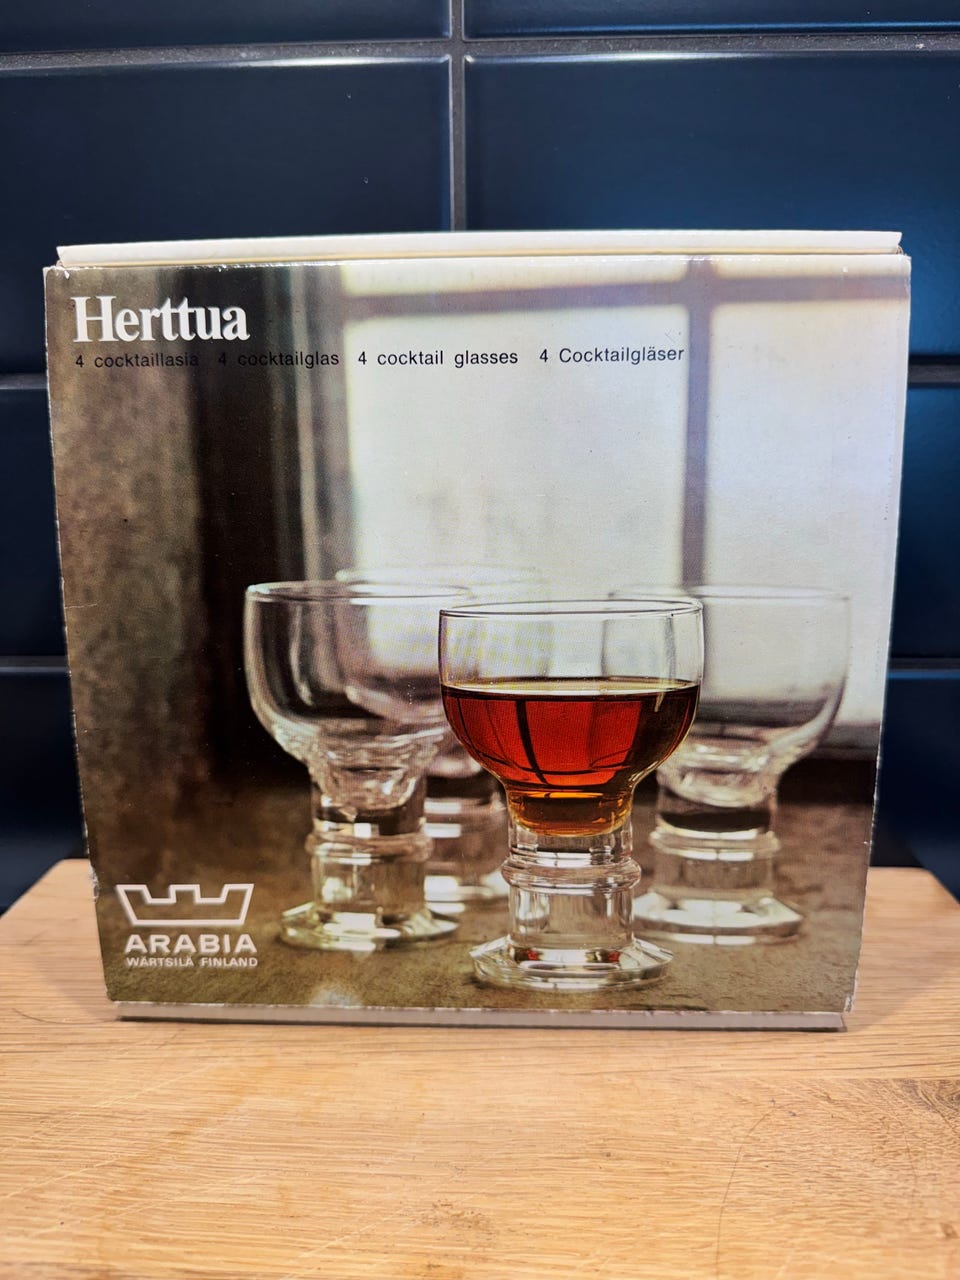 Herttua
4 cocktaillasia 4 cocktailglas 4 cocktail glasses 4 Cocktailgläser
ARABIA
WÄRTSILÄ FINLAND